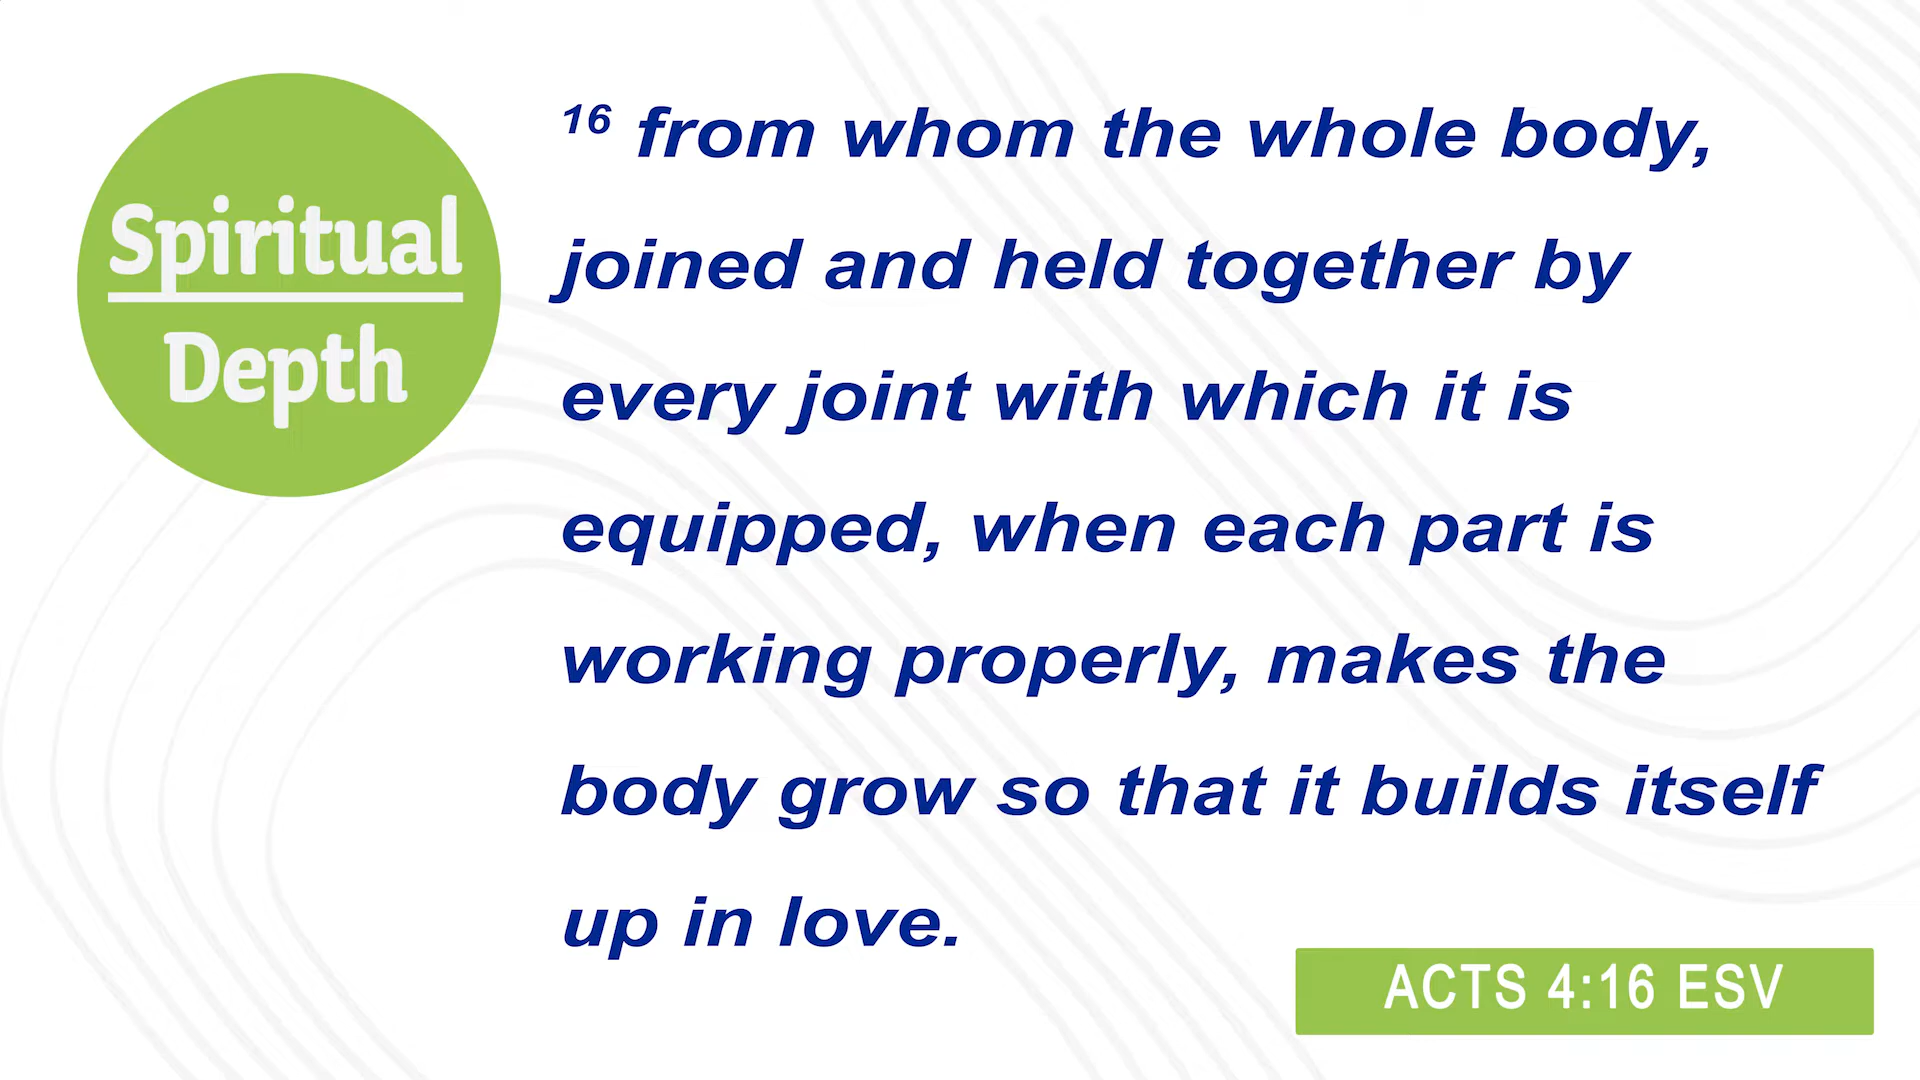 Spiritual
Depth
16 from whom the whole body,
joined and held together by
every joint with which it is
equipped, when each part is
working properly, makes the
body grow so that it builds itself
up in love.
ACTS 4:16 ESV